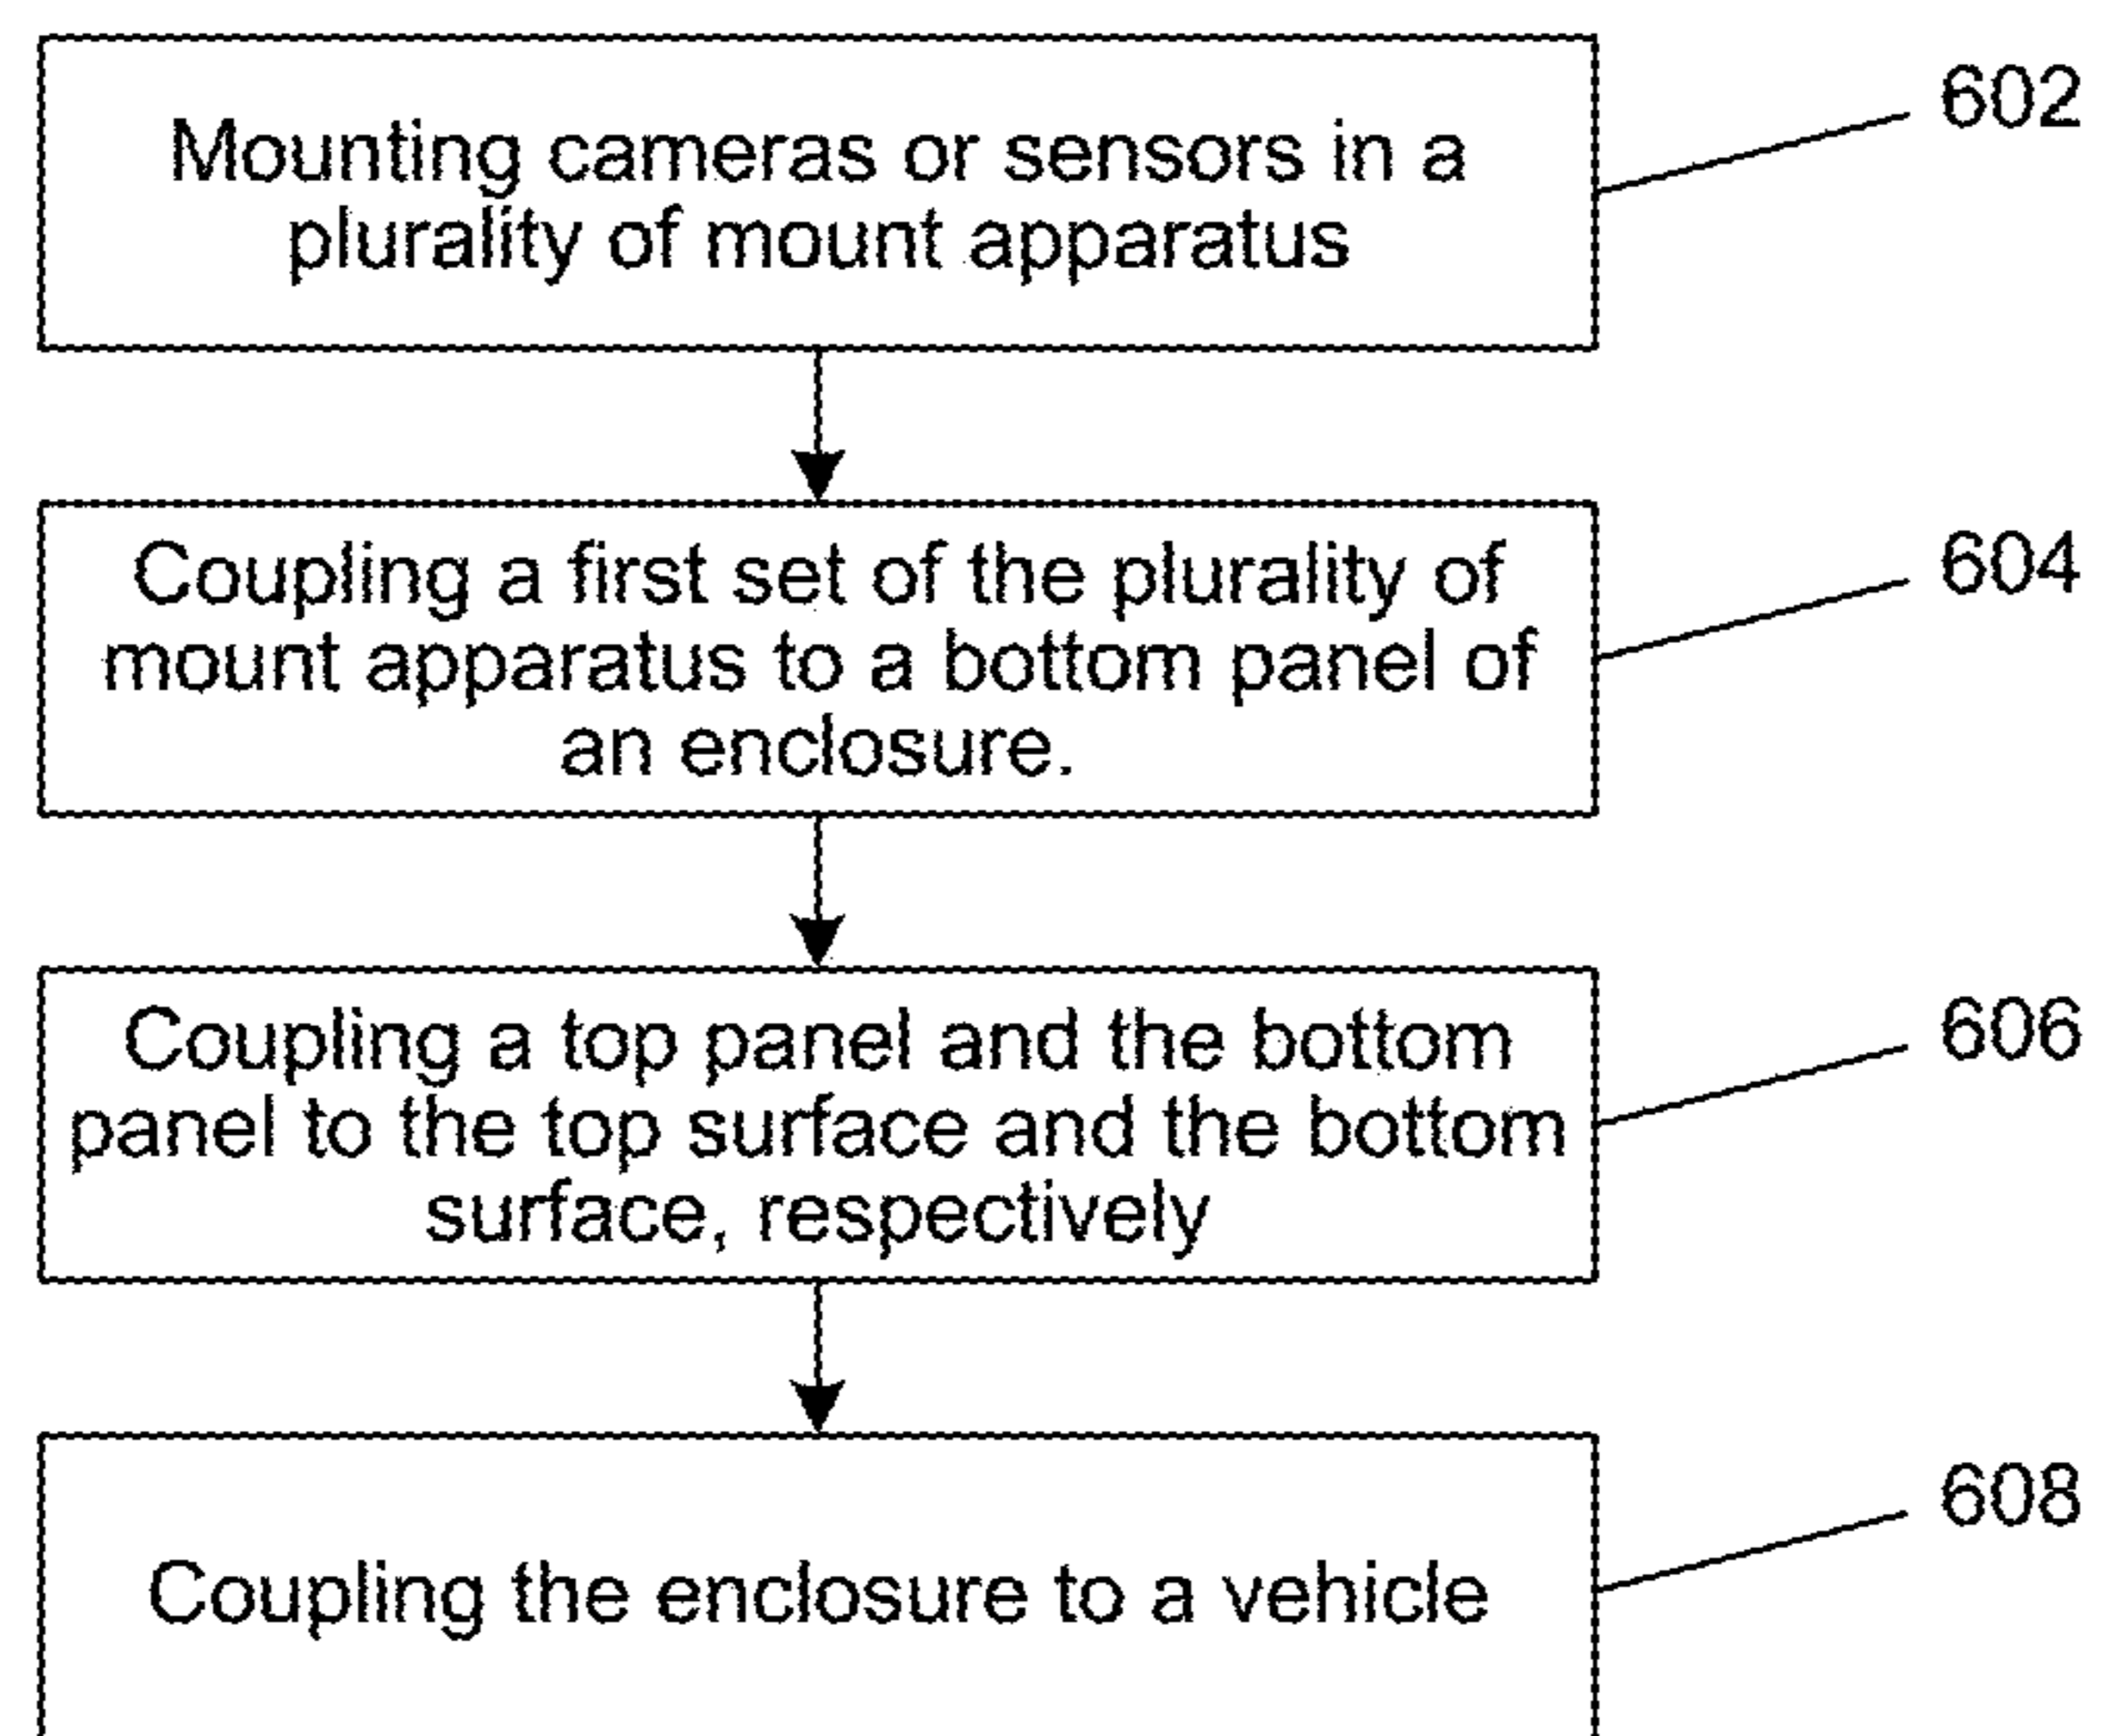 Mounting cameras or sensors in a
plurality of mount apparatus
602
Coupling a first set of the plurality of
mount apparatus to a bottom panel of
an enclosure.
604
Coupling a top panel and the bottom
panel to the top surface and the bottom
surface, respectively
606
Coupling the enclosure to a vehicle
608